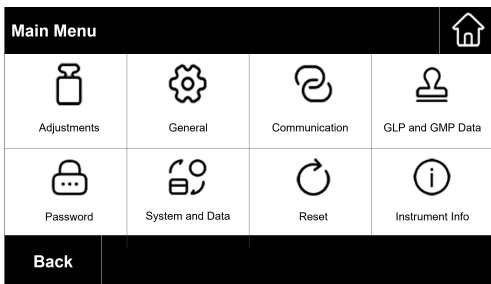 Main Menu
Adjustments
General
Communication
GLP and GMP Data
Password
System and Data
Reset
Instrument Info
Back